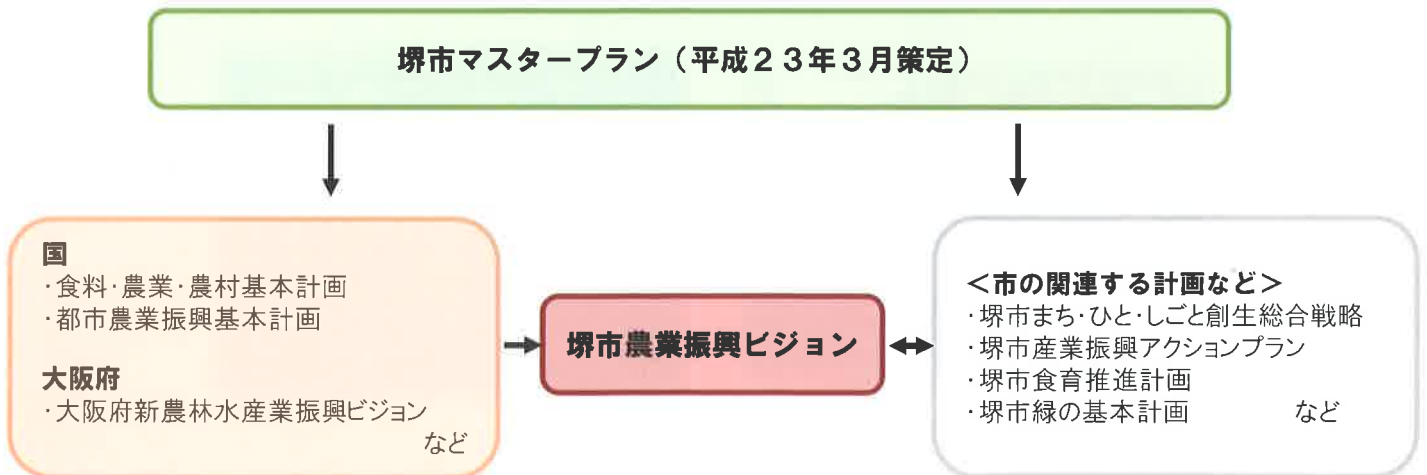 堺市マスタープラン（平成２３年３月策定）
国
・食料・農業・農村基本計画
・都市農業振興基本計画
大阪府
・大阪府新農林水産業振興ビジョン
など
堺市農業振興ビジョン
＜市の関連する計画など＞
・堺市まち・ひと・しごと創生総合戦略
・堺市産業振興アクションプラン
・堺市食育推進計画
・堺市緑の基本計画　　　　など